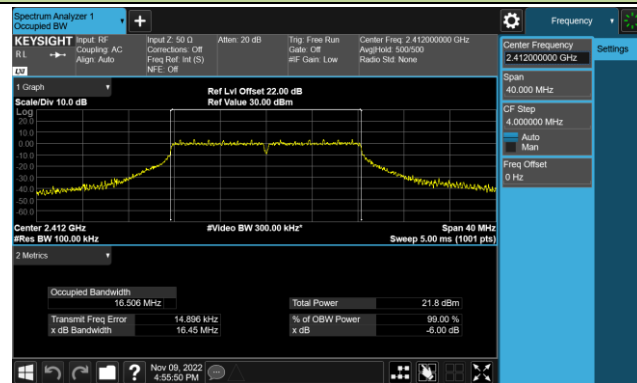 Spectrum Analyzer 1
Occupied BW
Frequency
KEYSIGHT
Input: RF
Input Z: 50 Ω
Atten: 20 dB
Trig: Free Run
Center Freq: 2.412000000 GHz
RL
Coupling: AC
Corrections: Off
Gate: Off
Avg|Hold: 500/500
Align: Auto
Freq Ref: Int (S)
#IF Gain: Low
Radio Std: None
NFE: Off
LXI
Center Frequency
2.412000000 GHz
Settings
Span
40.000 MHz
CF Step
4.000000 MHz
Auto
Man
Freq Offset
0 Hz
1 Graph
Ref Lvl Offset 22.00 dB
Scale/Div 10.0 dB
Ref Value 30.00 dBm
Log
20.0
10.0
0.00
-10.0
-20.0
-30.0
-40.0
-50.0
-60.0
Center 2.412 GHz
#Video BW 300.00 kHz*
Span 40 MHz
#Res BW 100.00 kHz
Sweep 5.00 ms (1001 pts)
2 Metrics
Occupied Bandwidth
16.506 MHz
Total Power
21.8 dBm
Transmit Freq Error
14.896 kHz
% of OBW Power
99.00 %
x dB Bandwidth
16.45 MHz
x dB
-6.00 dB
?
Nov 09, 2022
4:55:50 PM